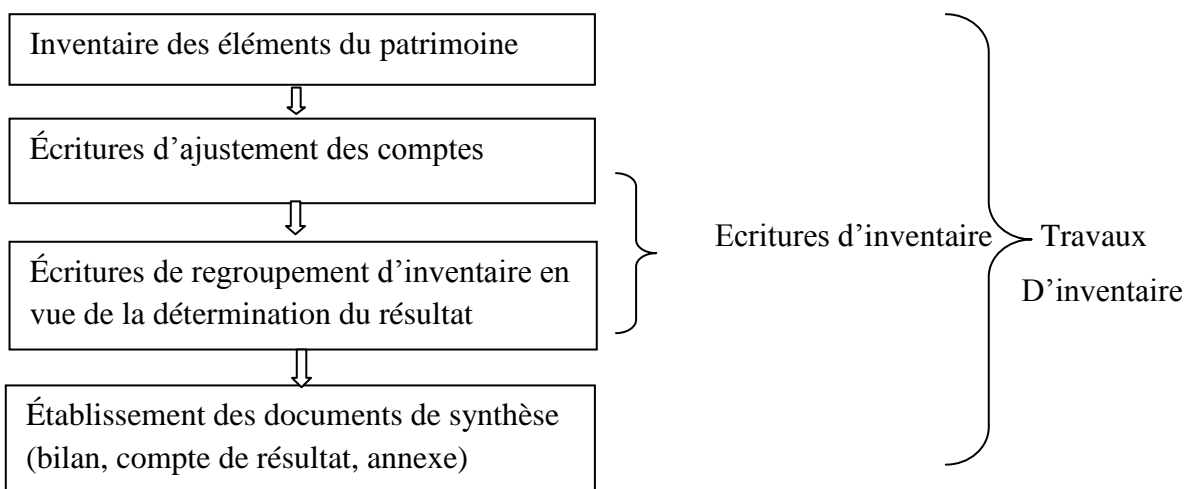 Inventaire des éléments du patrimoine
Écritures d’ajustement des comptes
Écritures de regroupement d’inventaire en
vue de la détermination du résultat
Établissement des documents de synthèse
(bilan, compte de résultat, annexe)
Ecritures d’inventaire
Travaux
D’inventaire